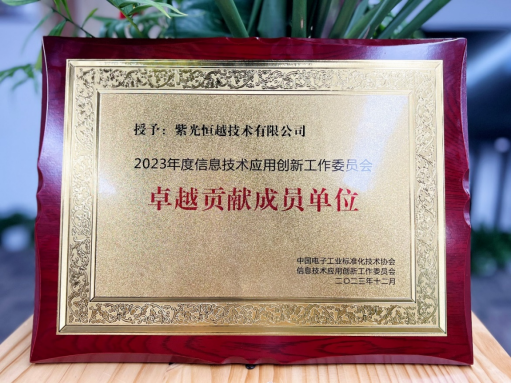 授予：紫光恒越技术有限公司
2023年度信息技术应用创新工作委员会
卓越贡献成员单位
中国电子工业标准化技术协会
信息技术应用创新工作委员会
二〇二三年十二月